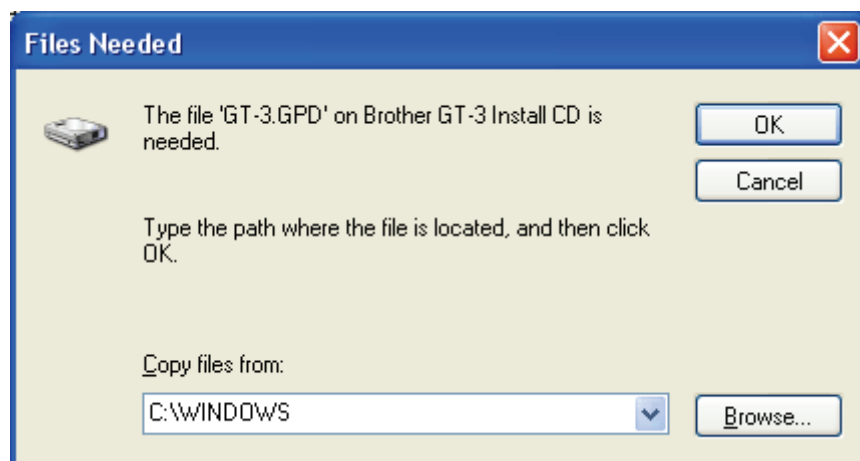 Files Needed
The file 'GT-3.GPD' on Brother GT-3 Install CD is
needed.
OK
Cancel
Type the path where the file is located, and then click
OK.
Copy files from:
C:\WINDOWS
Browse...